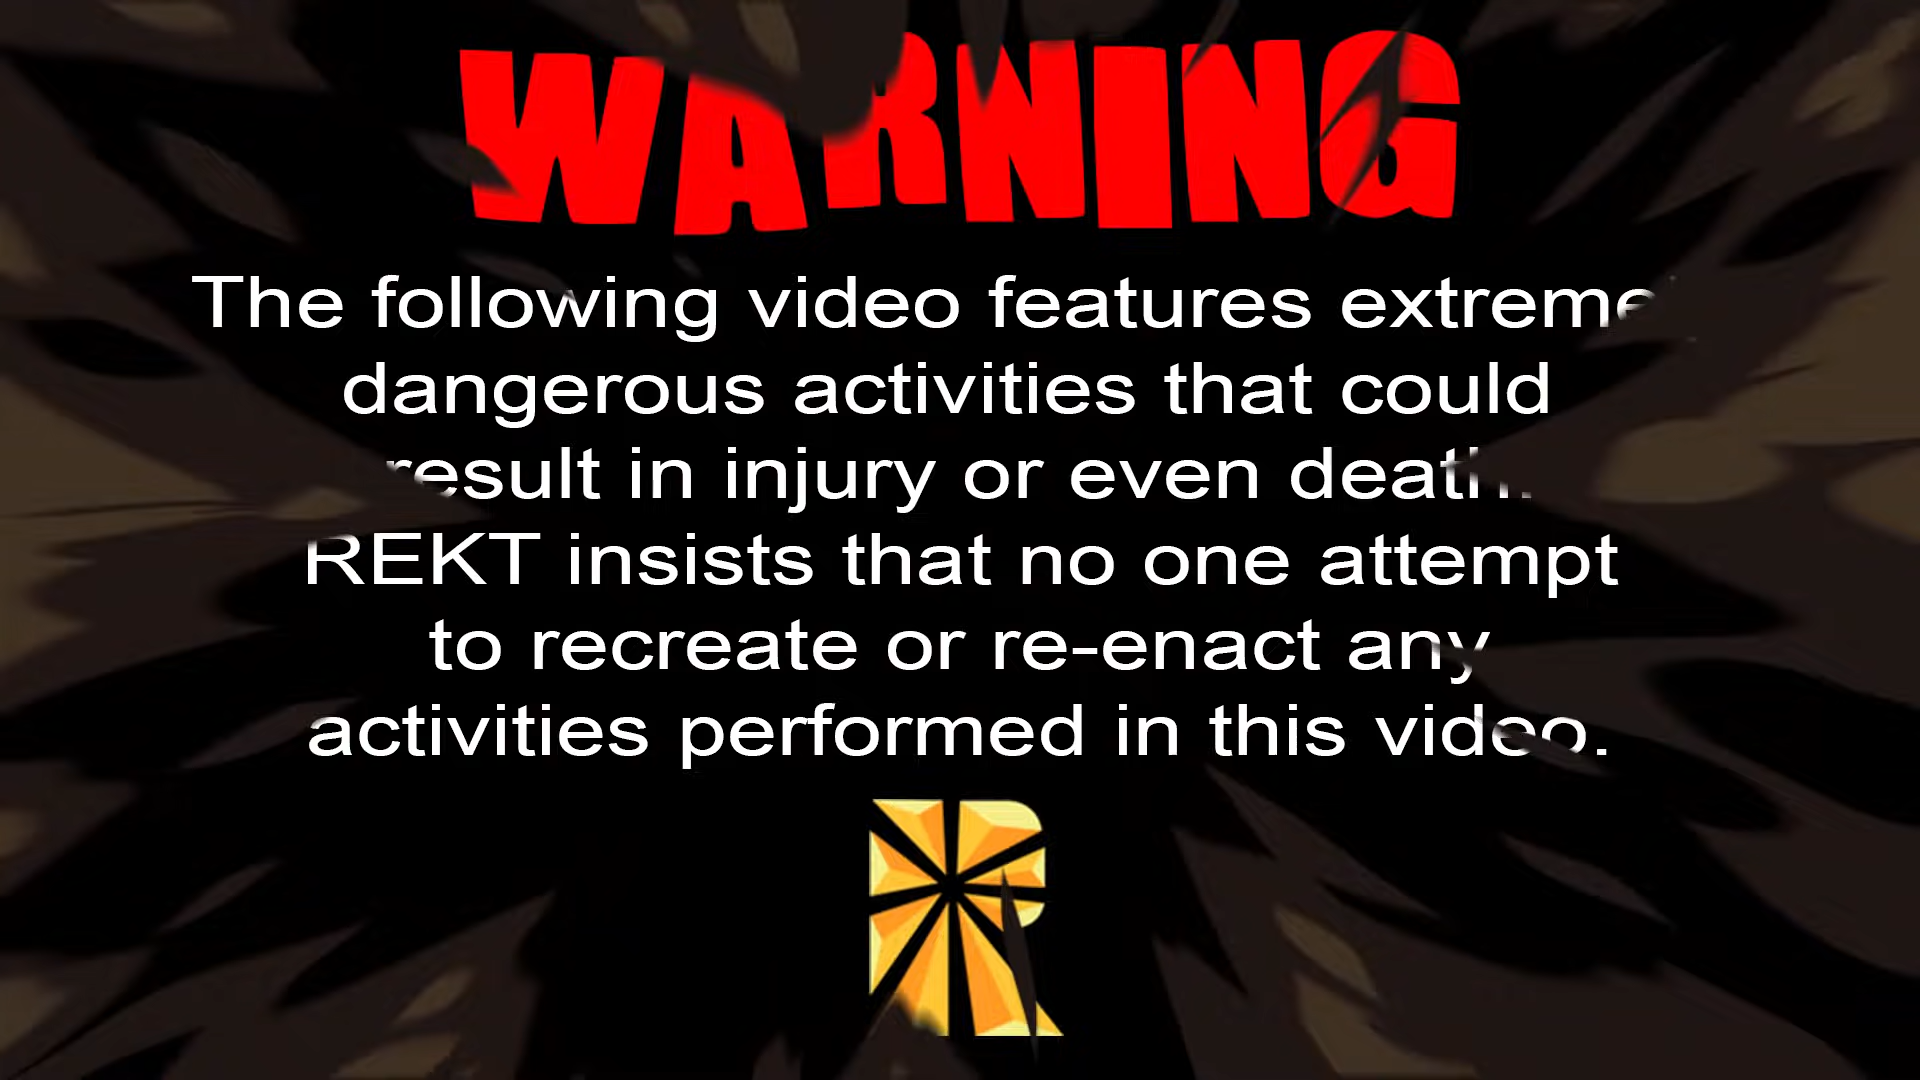 WARNING
The following video features extreme
dangerous activities that could
result in injury or even death.
REKT insists that no one attempt
to recreate or re-enact any
activities performed in this video.
R